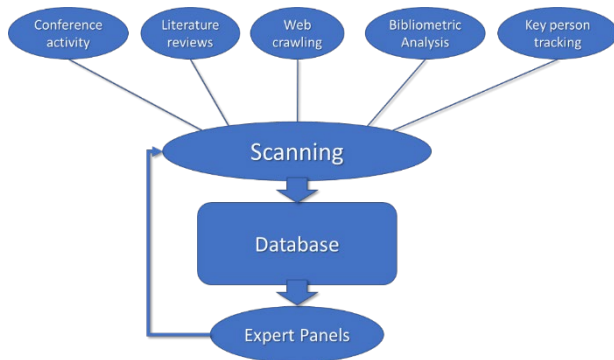 Conference
activity
Literature
reviews
Web
crawling
Bibliometric
Analysis
Key person
tracking
Scanning
Database
Expert Panels